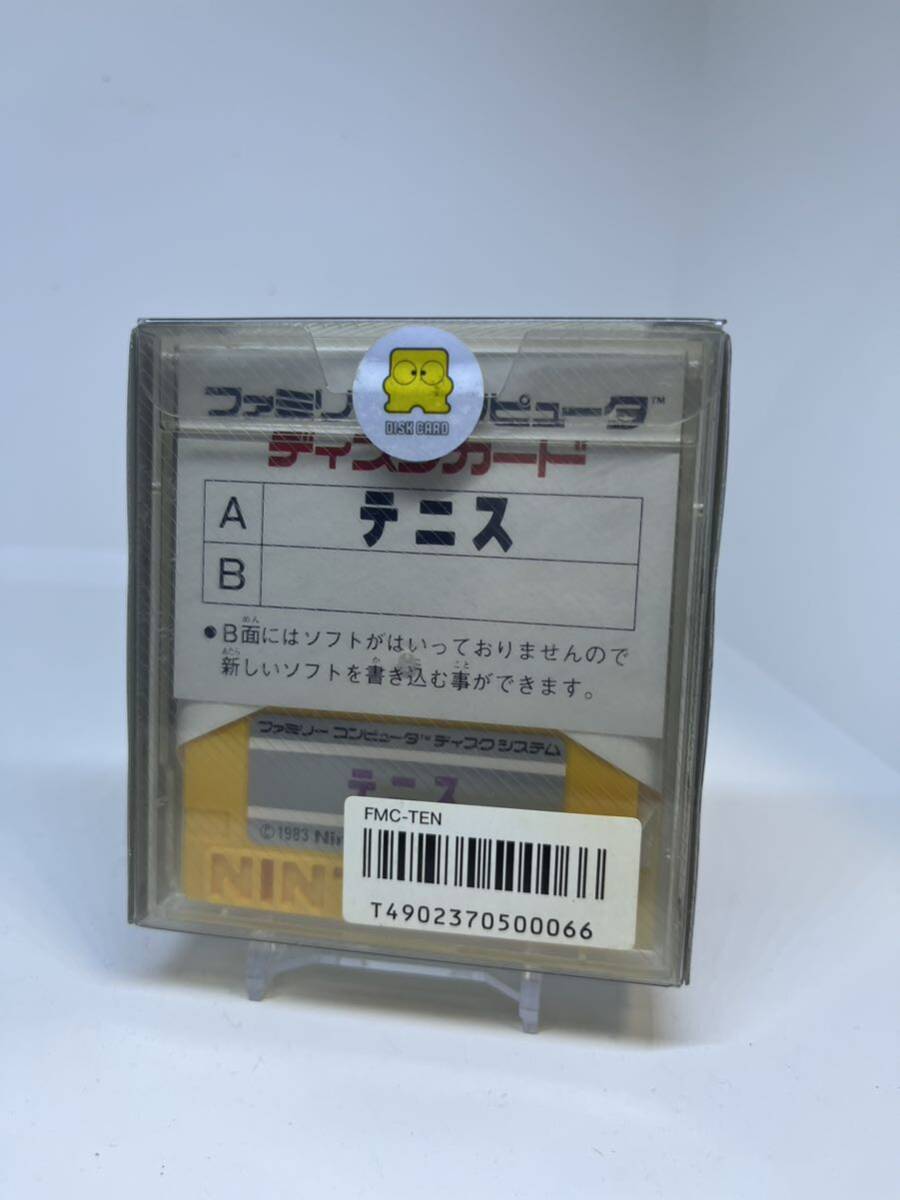 ファミリ ピュータ™
DISK CARD
ディスクカード
A テニス
B
●B面にはソフトがはいっておりませんので
新しいソフトを書き込む事ができます。
ファミリー コンピュータ™ ディスク システム
テニス
©1983 Nin
NIN
FMC-TEN
T4902370500066